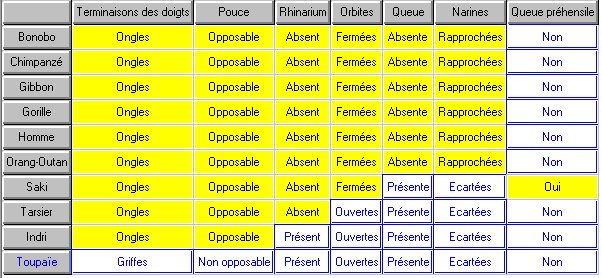 Terminaisons des doigts Pouce Rhinarium Orbites Queue Narines Queue préhensile
Bonobo Ongles Opposable Absent Fermées Absente Rapprochées Non
Chimpanzé Ongles Opposable Absent Fermées Absente Rapprochées Non
Gibbon Ongles Opposable Absent Fermées Absente Rapprochées Non
Gorille Ongles Opposable Absent Fermées Absente Rapprochées Non
Homme Ongles Opposable Absent Fermées Absente Rapprochées Non
Orang-Outan Ongles Opposable Absent Fermées Absente Rapprochées Non
Saki Ongles Opposable Absent Fermées Présente Ecartées Oui
Tarsier Ongles Opposable Absent Ouvertes Présente Ecartées Non
Indri Ongles Opposable Présent Ouvertes Présente Ecartées Non
Toupaïe Griffes Non opposable Présent Ouvertes Présente Ecartées Non